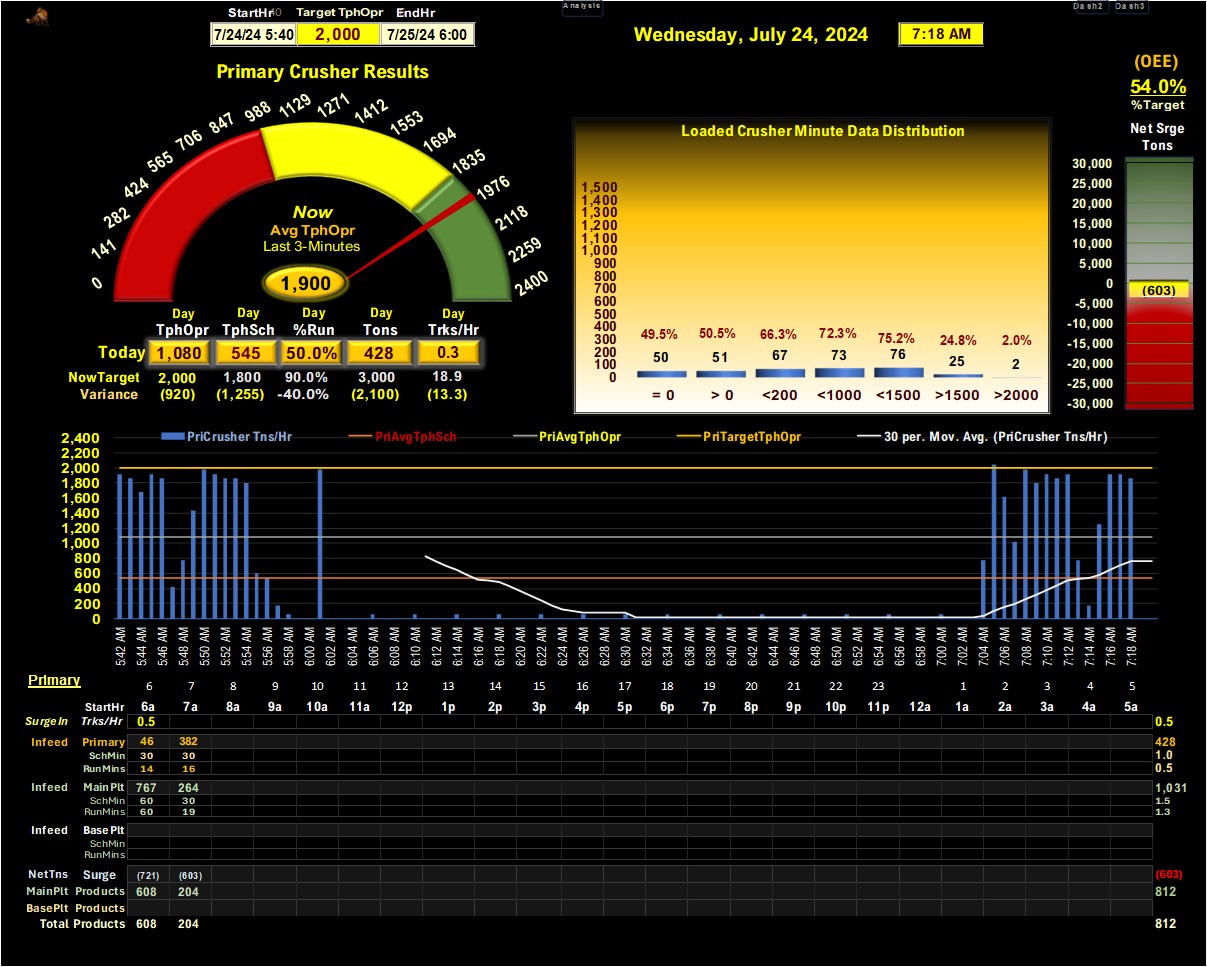 Analysis
Dash2 Dash3
StartHr Target TphOpr EndHr
7/24/24 5:40 2,000 7/25/24 6:00
Wednesday, July 24, 2024 7:18 AM
(OEE)
54.0%
%Target
Primary Crusher Results
0 141 282 424 565 706 847 988 1129 1271 1412 1553 1694 1835 1976 2118 2259 2400
Now
Avg TphOpr
Last 3-Minutes
1,900
Day Day Day Day Day
TphOpr TphSch %Run Tons Trks/Hr
Today 1,080 545 50.0% 428 0.3
NowTarget 2,000 1,800 90.0% 3,000 18.9
Variance (920) (1,255) -40.0% (2,100) (13.3)
Loaded Crusher Minute Data Distribution
1,500
1,400
1,300
1,200
1,100
1,000
900
800
700
600
500
400
300
200
100
0
49.5% 50.5% 66.3% 72.3% 75.2% 24.8% 2.0%
50 51 67 73 76 25 2
= 0 > 0 <200 <1000 <1500 >1500 >2000
Net Srge
Tons
30,000
25,000
20,000
15,000
10,000
5,000
0
(603)
-5,000
-10,000
-15,000
-20,000
-25,000
-30,000
PriCrusher Tns/Hr PriAvgTphSch PriAvgTphOpr PriTargetTphOpr 30 per. Mov. Avg. (PriCrusher Tns/Hr)
2,400
2,200
2,000
1,800
1,600
1,400
1,200
1,000
800
600
400
200
0
5:42 AM 5:44 AM 5:46 AM 5:48 AM 5:50 AM 5:52 AM 5:54 AM 5:56 AM 5:58 AM 6:00 AM 6:02 AM 6:04 AM 6:06 AM 6:08 AM 6:10 AM 6:12 AM 6:14 AM 6:16 AM 6:18 AM 6:20 AM 6:22 AM 6:24 AM 6:26 AM 6:28 AM 6:30 AM 6:32 AM 6:34 AM 6:36 AM 6:38 AM 6:40 AM 6:42 AM 6:44 AM 6:46 AM 6:48 AM 6:50 AM 6:52 AM 6:54 AM 6:56 AM 6:58 AM 7:00 AM 7:02 AM 7:04 AM 7:06 AM 7:08 AM 7:10 AM 7:12 AM 7:14 AM 7:16 AM 7:18 AM
Primary
6 7 8 9 10 11 12 13 14 15 16 17 18 19 20 21 22 23 1 2 3 4 5
StartHr 6a 7a 8a 9a 10a 11a 12p 1p 2p 3p 4p 5p 6p 7p 8p 9p 10p 11p 12a 1a 2a 3a 4a 5a
SurgeIn Trks/Hr 0.5 0.5
Infeed Primary 46 382 428
SchMin 30 30 1.0
RunMins 14 16 0.5
Infeed MainPlt 767 264 1,031
SchMin 60 30 1.5
RunMins 60 19 1.3
Infeed BasePlt
SchMin
RunMins
NetTns Surge (721) (603) (603)
MainPlt Products 608 204 812
BasePlt Products
Total Products 608 204 812